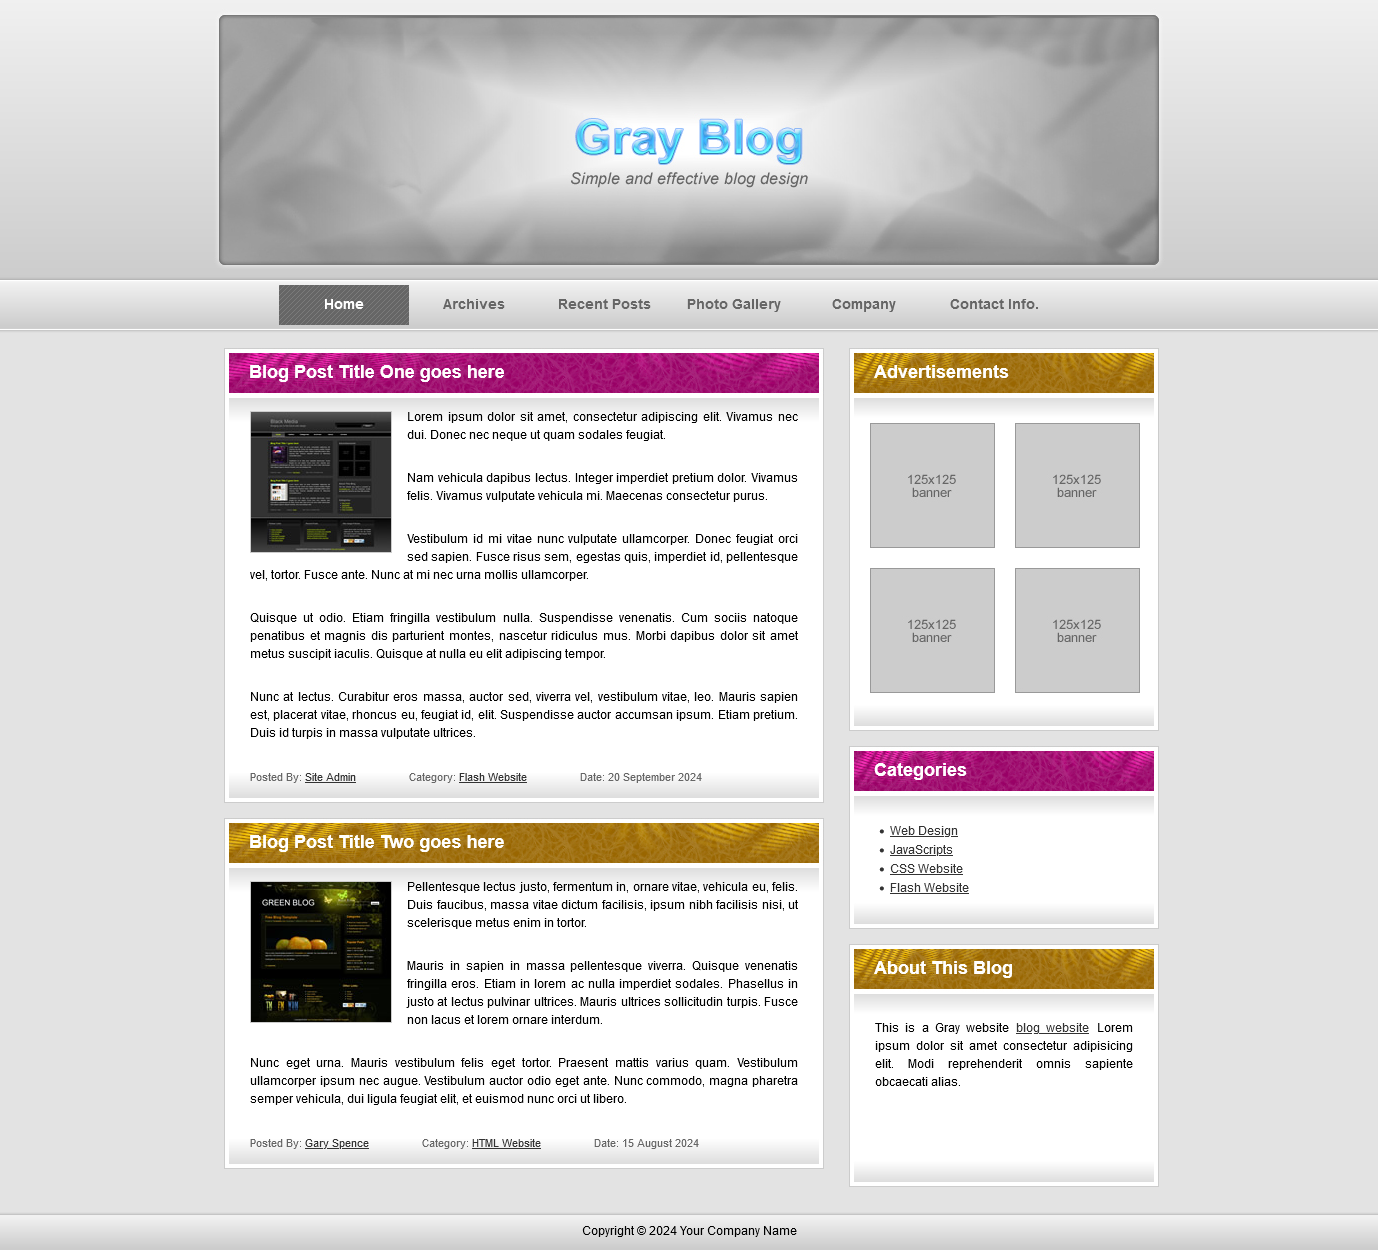 Gray Blog
Simple and effective blog design
Home
Archives
Recent Posts
Photo Gallery
Company
Contact Info.
Blog Post Title One goes here
Black Media
Lorem ipsum dolor sit amet, consectetur adipiscing elit. Vivamus nec
dui. Donec nec neque ut quam sodales feugiat.
Nam vehicula dapibus lectus. Integer imperdiet pretium dolor. Vivamus
felis. Vivamus vulputate vehicula mi. Maecenas consectetur purus.
Vestibulum id mi vitae nunc vulputate ullamcorper. Donec feugiat orci
sed sapien. Fusce risus sem, egestas quis, imperdiet id, pellentesque
vel, tortor. Fusce ante. Nunc at mi nec urna mollis ullamcorper.
Quisque ut odio. Etiam fringilla vestibulum nulla. Suspendisse venenatis. Cum sociis natoque
penatibus et magnis dis parturient montes, nascetur ridiculus mus. Morbi dapibus dolor sit amet
metus suscipit iaculis. Quisque at nulla eu elit adipiscing tempor.
Nunc at lectus. Curabitur eros massa, auctor sed, viverra vel, vestibulum vitae, leo. Mauris sapien
est, placerat vitae, rhoncus eu, feugiat id, elit. Suspendisse auctor accumsan ipsum. Etiam pretium.
Duis id turpis in massa vulputate ultrices.
Posted By: Site Admin
Category: Flash Website
Date: 20 September 2024
Blog Post Title Two goes here
GREEN BLOG
Free Blog Template
Pellentesque lectus justo, fermentum in, ornare vitae, vehicula eu, felis.
Duis faucibus, massa vitae dictum facilisis, ipsum nibh facilisis nisi, ut
scelerisque metus enim in tortor.
Mauris in sapien in massa pellentesque viverra. Quisque venenatis
fringilla eros. Etiam in lorem ac nulla imperdiet sodales. Phasellus in
justo at lectus pulvinar ultrices. Mauris ultrices sollicitudin turpis. Fusce
non lacus et lorem ornare interdum.
Nunc eget urna. Mauris vestibulum felis eget tortor. Praesent mattis varius quam. Vestibulum
ullamcorper ipsum nec augue. Vestibulum auctor odio eget ante. Nunc commodo, magna pharetra
semper vehicula, dui ligula feugiat elit, et euismod nunc orci ut libero.
Posted By: Gary Spence
Category: HTML Website
Date: 15 August 2024
Advertisements
125x125
banner
125x125
banner
125x125
banner
125x125
banner
Categories
Web Design
JavaScripts
CSS Website
Flash Website
About This Blog
This is a Gray website blog website Lorem
ipsum dolor sit amet consectetur adipisicing
elit. Modi reprehenderit omnis sapiente
obcaecati alias.
Copyright © 2024 Your Company Name